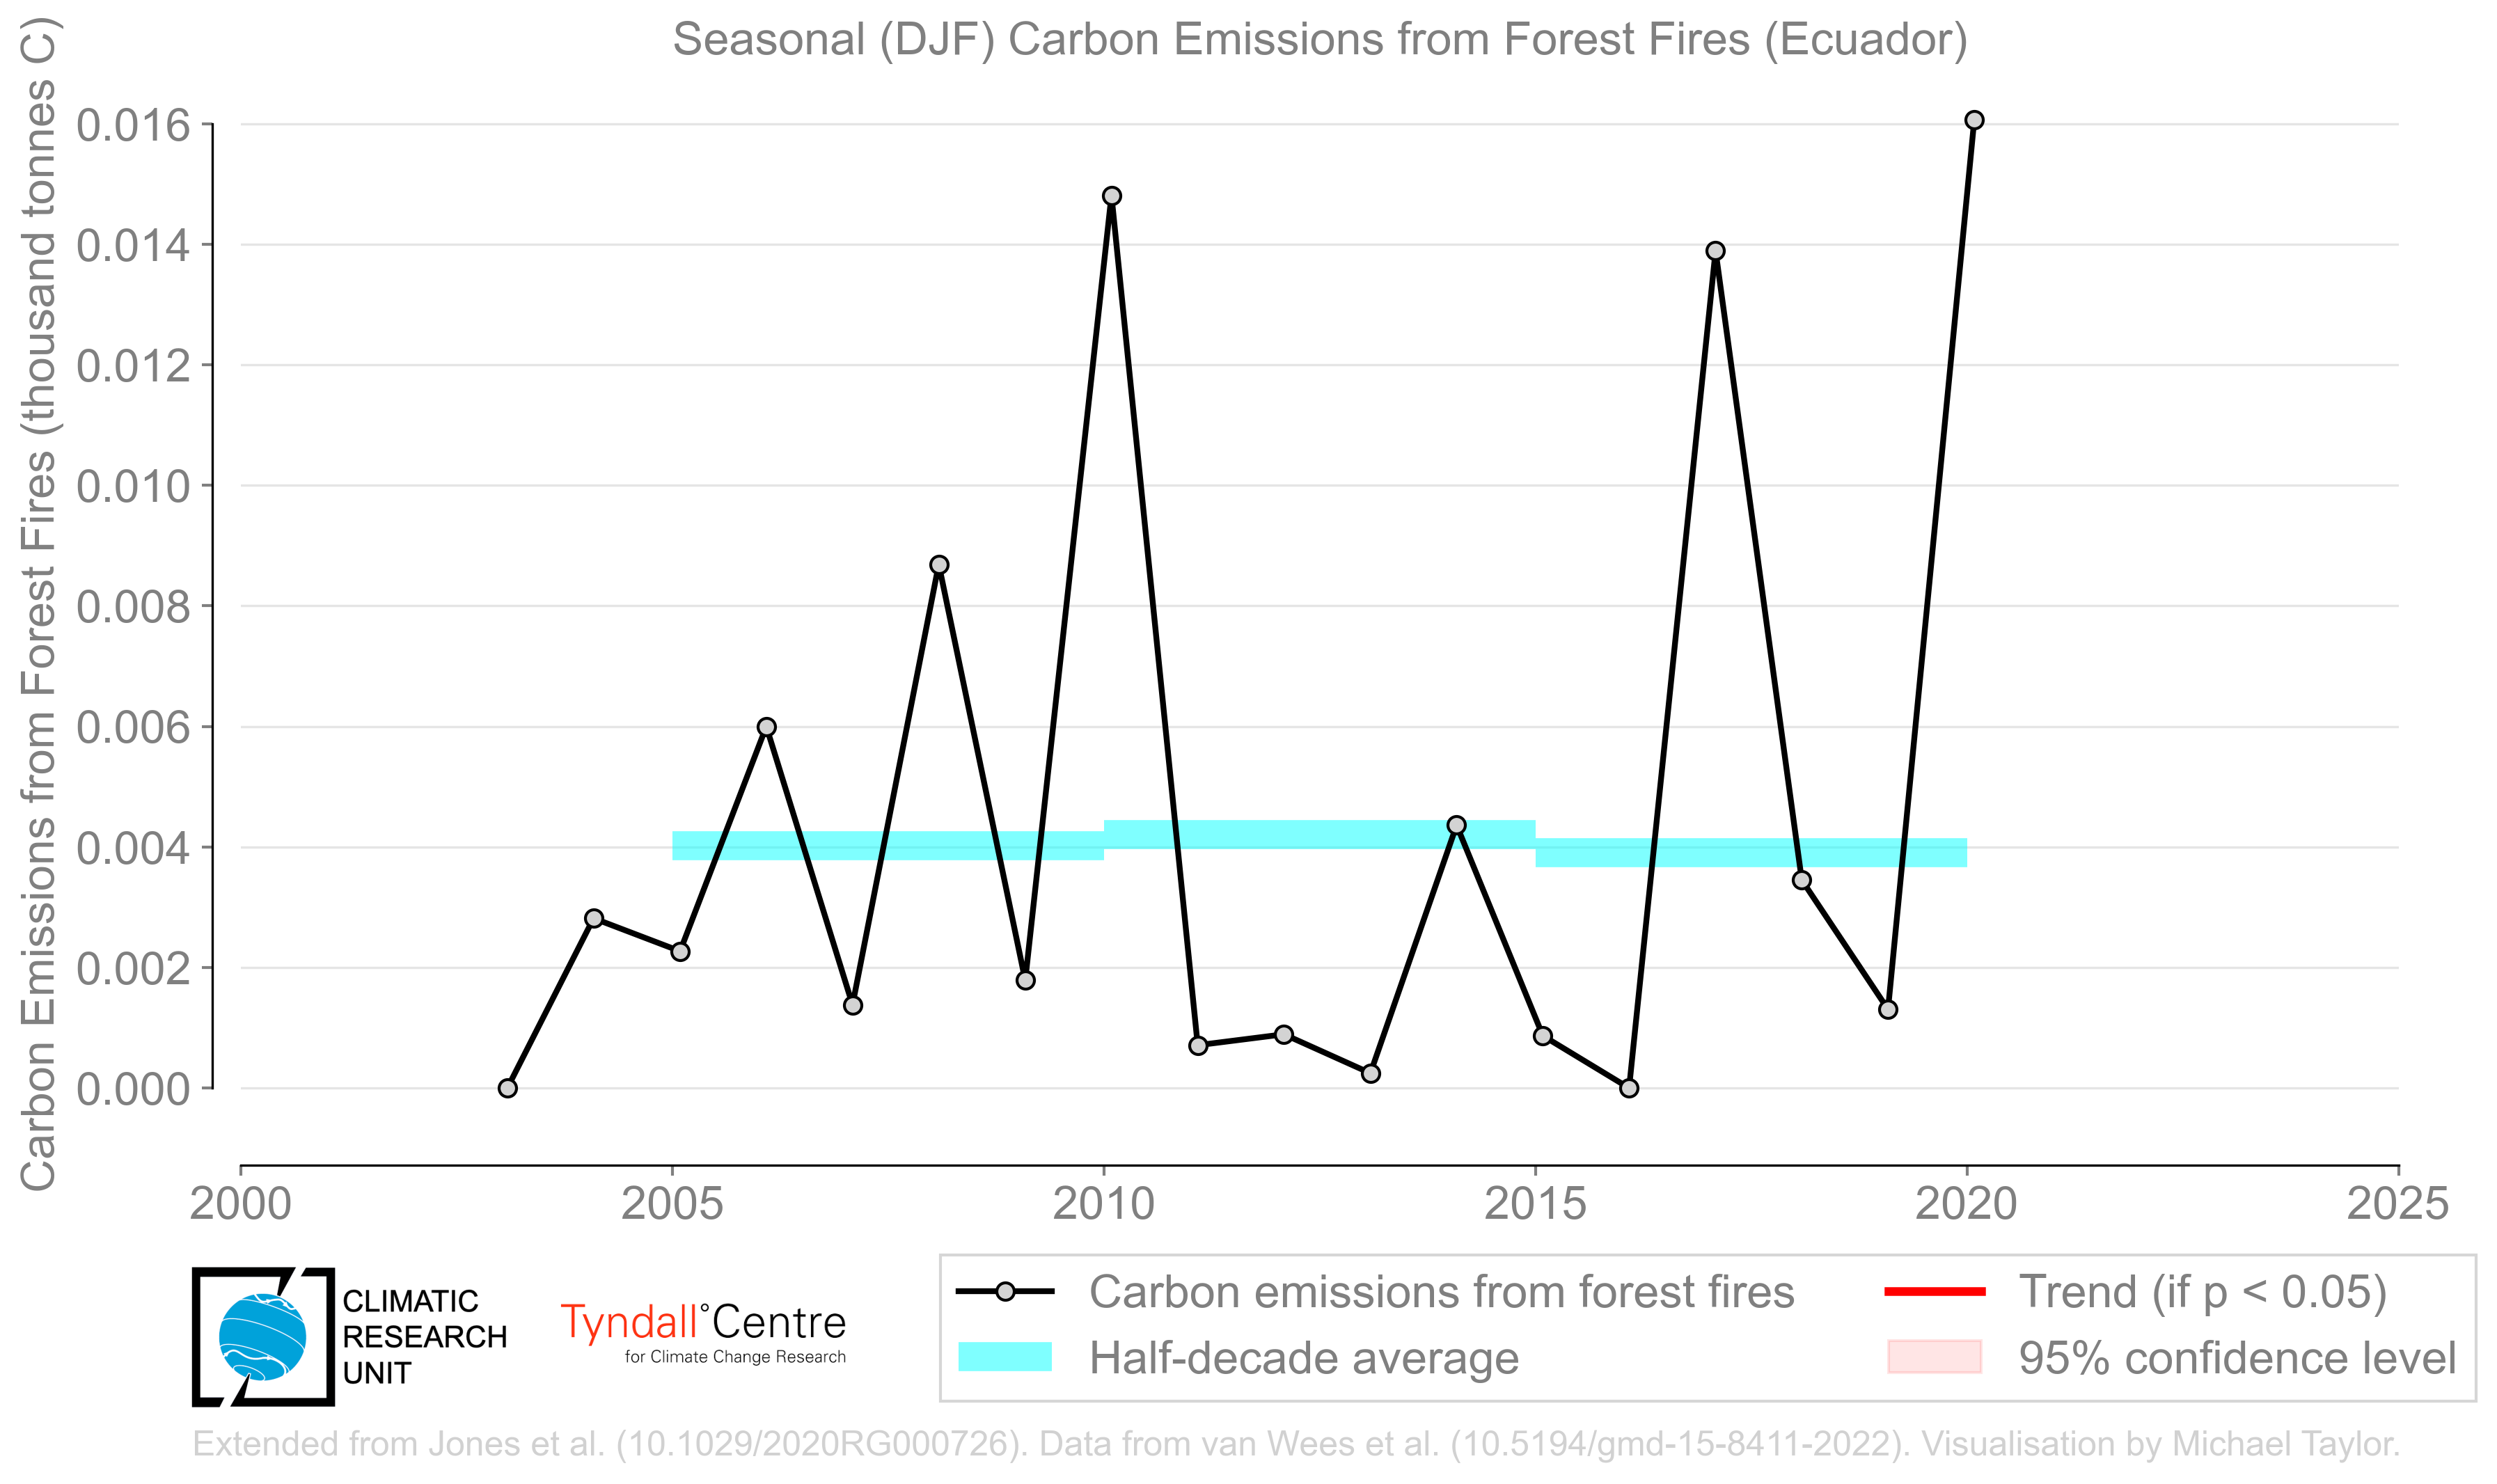 Seasonal (DJF) Carbon Emissions from Forest Fires (Ecuador)
Carbon Emissions from Forest Fires (thousand tonnes C)
0.016
0.014
0.012
0.010
0.008
0.006
0.004
0.002
0.000
2000 2005 2010 2015 2020 2025
CLIMATIC
RESEARCH
UNIT
Tyndall°Centre
for Climate Change Research
Carbon emissions from forest fires
Half-decade average
Trend (if p < 0.05)
95% confidence level
Extended from Jones et al. (10.1029/2020RG000726). Data from van Wees et al. (10.5194/gmd-15-8411-2022). Visualisation by Michael Taylor.